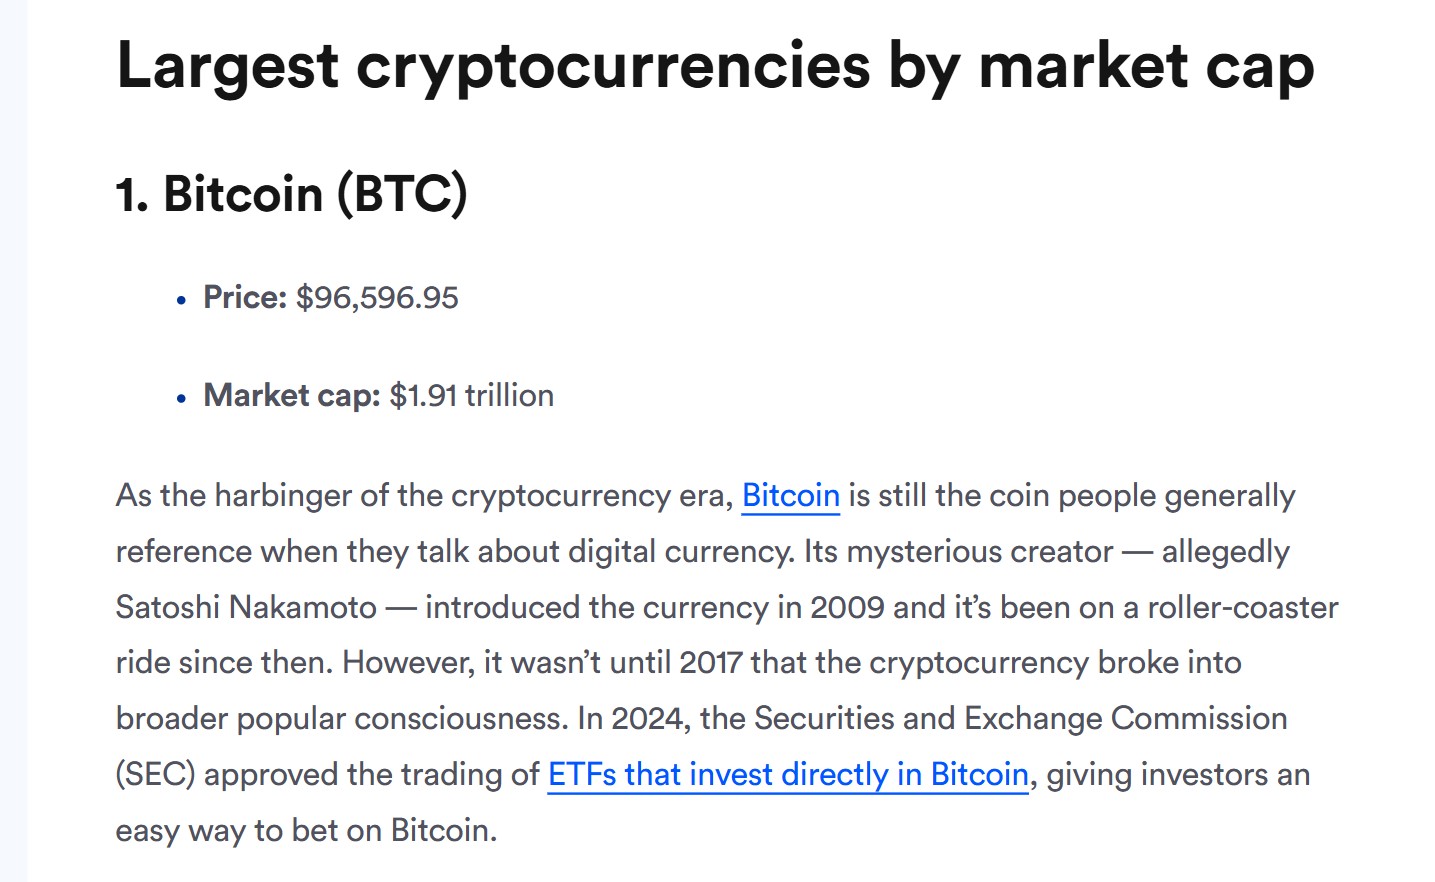 Largest cryptocurrencies by market cap
1. Bitcoin (BTC)
• Price: $96,596.95
• Market cap: $1.91 trillion
As the harbinger of the cryptocurrency era, Bitcoin is still the coin people generally
reference when they talk about digital currency. Its mysterious creator — allegedly
Satoshi Nakamoto — introduced the currency in 2009 and it’s been on a roller-coaster
ride since then. However, it wasn’t until 2017 that the cryptocurrency broke into
broader popular consciousness. In 2024, the Securities and Exchange Commission
(SEC) approved the trading of ETFs that invest directly in Bitcoin, giving investors an
easy way to bet on Bitcoin.